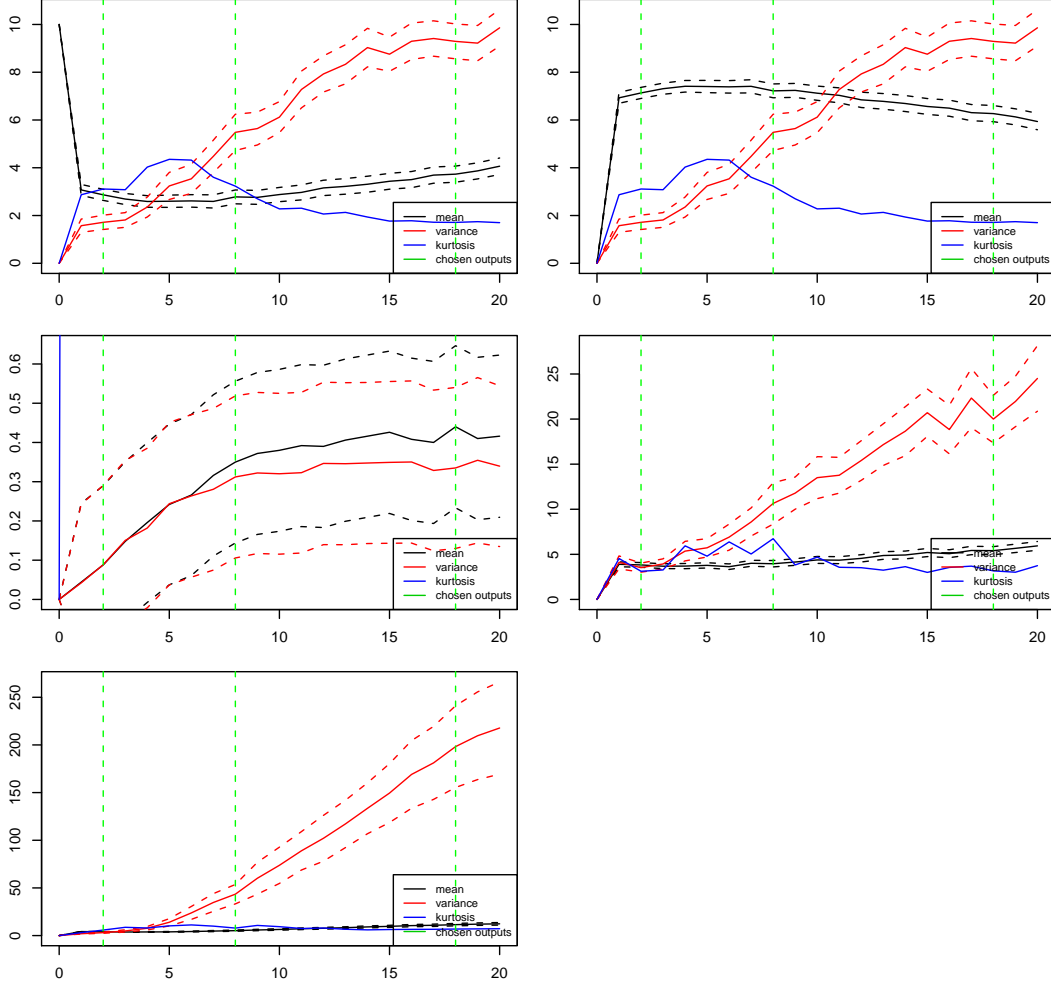 10
8
6
4
2
0
mean
variance
kurtosis
chosen outputs
0 5 10 15 20
10
8
6
4
2
0
mean
variance
kurtosis
chosen outputs
0 5 10 15 20
0.6
0.5
0.4
0.3
0.2
0.1
0.0
mean
variance
kurtosis
chosen outputs
0 5 10 15 20
25
20
15
10
5
0
mean
variance
kurtosis
chosen outputs
0 5 10 15 20
250
200
150
100
50
0
mean
variance
kurtosis
chosen outputs
0 5 10 15 20